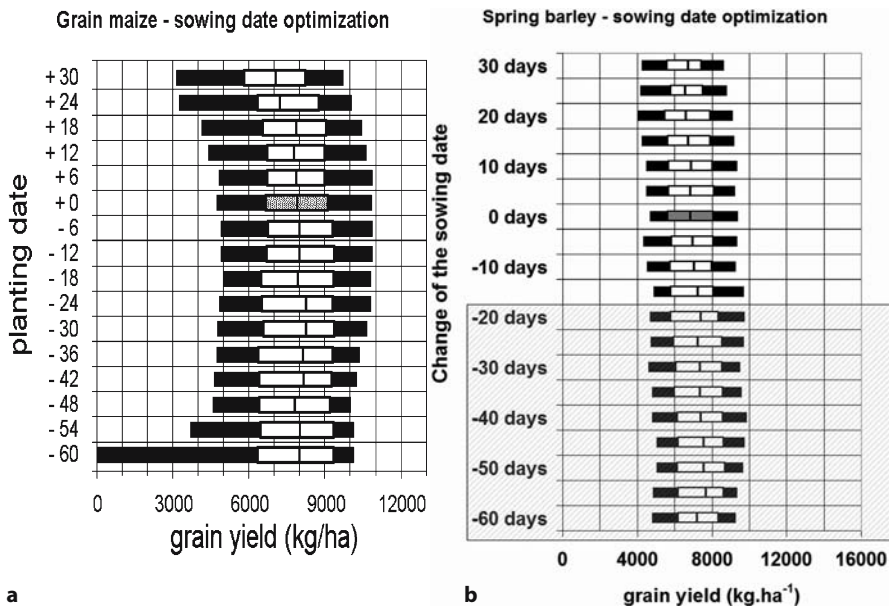 Grain maize - sowing date optimization
planting date
+ 30
+ 24
+ 18
+ 12
+ 6
+ 0
- 6
- 12
- 18
- 24
- 30
- 36
- 42
- 48
- 54
- 60
0 3000 6000 9000 12000
grain yield (kg/ha)
a
Spring barley - sowing date optimization
Change of the sowing date
30 days
20 days
10 days
0 days
-10 days
-20 days
-30 days
-40 days
-50 days
-60 days
0 4000 8000 12000 16000
grain yield (kg.ha⁻¹)
b